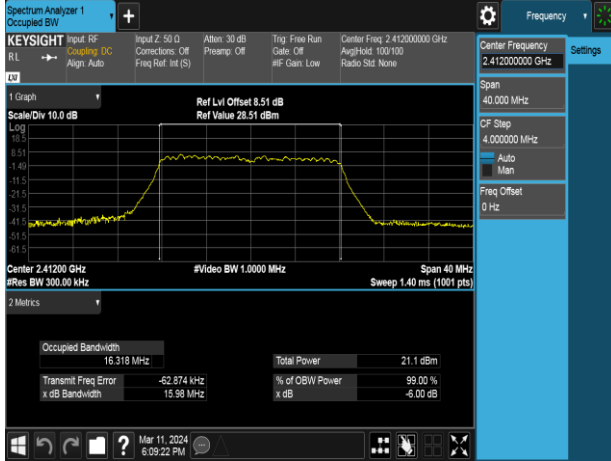 Spectrum Analyzer 1
Occupied BW
Frequency
KEYSIGHT Input: RF Input Z: 50 Ω Atten: 30 dB Trig: Free Run Center Freq: 2.412000000 GHz
RL Coupling: DC Corrections: Off Preamp: Off Gate: Off Avg|Hold: 100/100
Align: Auto Freq Ref: Int (S) #IF Gain: Low Radio Std: None
LXI
Center Frequency
2.412000000 GHz
Settings
Span
40.000 MHz
CF Step
4.000000 MHz
Auto
Man
Freq Offset
0 Hz
1 Graph
Ref Lvl Offset 8.51 dB
Scale/Div 10.0 dB Ref Value 28.51 dBm
Log
18.5
8.51
-1.49
-11.5
-21.5
-31.5
-41.5
-51.5
-61.5
Center 2.41200 GHz #Video BW 1.0000 MHz Span 40 MHz
#Res BW 300.00 kHz Sweep 1.40 ms (1001 pts)
2 Metrics
Occupied Bandwidth
16.318 MHz Total Power 21.1 dBm
Transmit Freq Error -62.874 kHz % of OBW Power 99.00 %
x dB Bandwidth 15.98 MHz x dB -6.00 dB
? Mar 11, 2024
6:09:22 PM